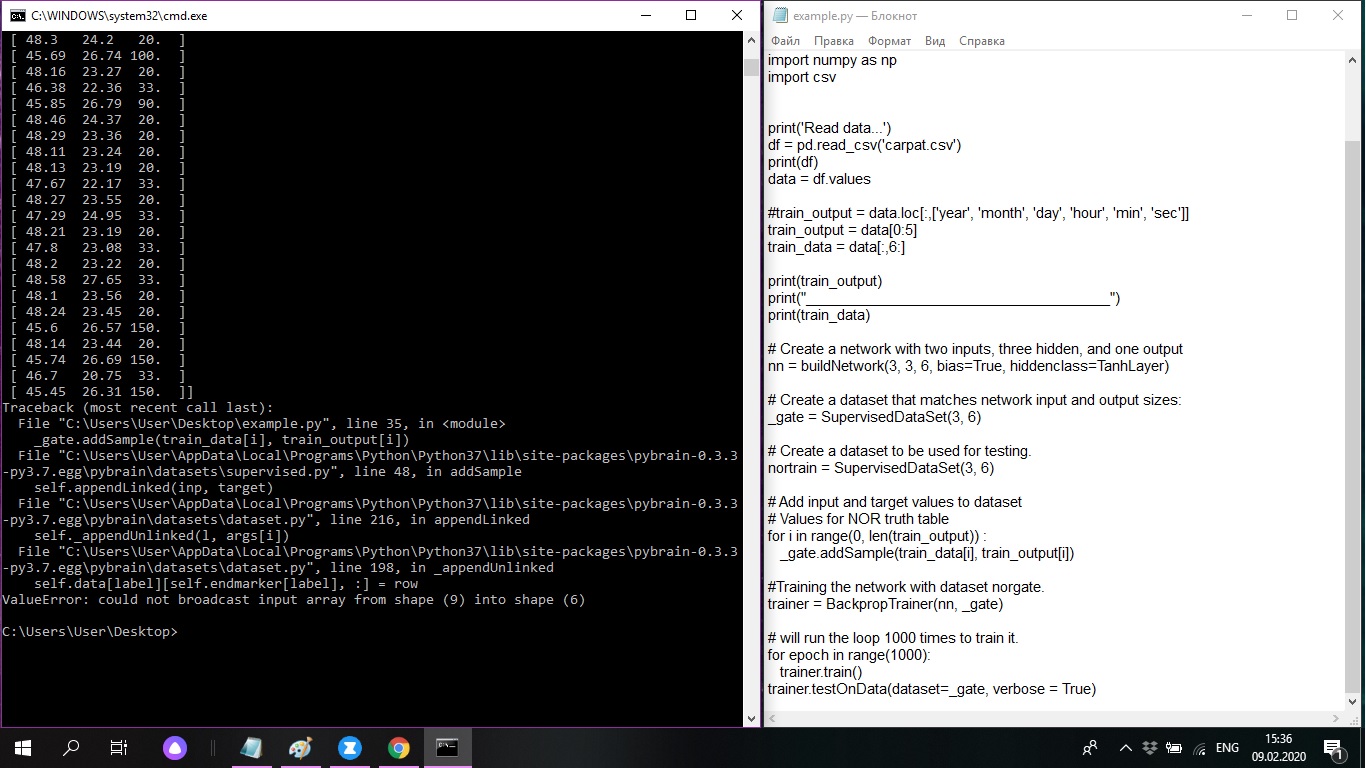 C:\WINDOWS\system32\cmd.exe
[ 48.3 24.2 20. ]
[ 45.69 26.74 100. ]
[ 48.16 23.27 20. ]
[ 46.38 22.36 33. ]
[ 45.85 26.79 90. ]
[ 48.46 24.37 20. ]
[ 48.29 23.36 20. ]
[ 48.11 23.24 20. ]
[ 48.13 23.19 20. ]
[ 47.67 22.17 33. ]
[ 48.27 23.55 20. ]
[ 47.29 24.95 33. ]
[ 48.21 23.19 20. ]
[ 47.8 23.08 33. ]
[ 48.2 23.22 20. ]
[ 48.58 27.65 33. ]
[ 48.1 23.56 20. ]
[ 48.24 23.45 20. ]
[ 45.6 26.57 150. ]
[ 48.14 23.44 20. ]
[ 45.74 26.69 150. ]
[ 46.7 20.75 33. ]
[ 45.45 26.31 150. ]]
Traceback (most recent call last):
File "C:\Users\User\Desktop\example.py", line 35, in <module>
_gate.addSample(train_data[i], train_output[i])
File "C:\Users\User\AppData\Local\Programs\Python\Python37\lib\site-packages\pybrain-0.3.3
-py3.7.egg\pybrain\datasets\supervised.py", line 48, in addSample
self.appendLinked(inp, target)
File "C:\Users\User\AppData\Local\Programs\Python\Python37\lib\site-packages\pybrain-0.3.3
-py3.7.egg\pybrain\datasets\dataset.py", line 216, in appendLinked
self._appendUnlinked(l, args[i])
File "C:\Users\User\AppData\Local\Programs\Python\Python37\lib\site-packages\pybrain-0.3.3
-py3.7.egg\pybrain\datasets\dataset.py", line 198, in _appendUnlinked
self.data[label][self.endmarker[label], :] = row
ValueError: could not broadcast input array from shape (9) into shape (6)
C:\Users\User\Desktop>
example.py — Блокнот
Файл Правка Формат Вид Справка
import numpy as np
import csv
print('Read data...')
df = pd.read_csv('carpat.csv')
print(df)
data = df.values
#train_output = data.loc[:,['year', 'month', 'day', 'hour', 'min', 'sec']]
train_output = data[0:5]
train_data = data[:,6:]
print(train_output)
print("______________________________________")
print(train_data)
# Create a network with two inputs, three hidden, and one output
nn = buildNetwork(3, 3, 6, bias=True, hiddenclass=TanhLayer)
# Create a dataset that matches network input and output sizes:
_gate = SupervisedDataSet(3, 6)
# Create a dataset to be used for testing.
nortrain = SupervisedDataSet(3, 6)
# Add input and target values to dataset
# Values for NOR truth table
for i in range(0, len(train_output)) :
_gate.addSample(train_data[i], train_output[i])
#Training the network with dataset norgate.
trainer = BackpropTrainer(nn, _gate)
# will run the loop 1000 times to train it.
for epoch in range(1000):
trainer.train()
trainer.testOnData(dataset=_gate, verbose = True)
ENG
15:36
09.02.2020
1